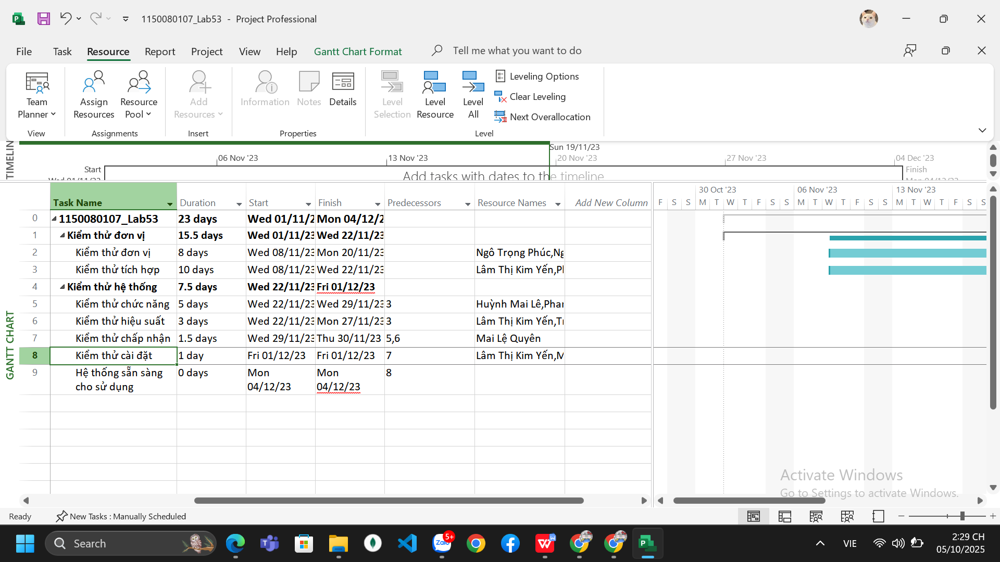 1150080107_Lab53 - Project Professional
File Task Resource Report Project View Help Gantt Chart Format Tell me what you want to do
Team Planner
Assign Resources
Resource Pool
Add Resources
Information
Notes
Details
Level Selection
Level Resource
Level All
Leveling Options
Clear Leveling
Next Overallocation
View Assignments Insert Properties Level
TIMELIN
Sun 19/11/23
06 Nov '23 13 Nov '23 20 Nov '23 27 Nov '23 04 Dec '23
Start
Wed 01/11/23
Add tasks with dates to the timeline
Finish
Mon 04/12/23
GANTT CHART
Task Name Duration Start Finish Predecessors Resource Names Add New Column
30 Oct '23 06 Nov '23 13 Nov '23
F S S M T W T F S S M T W T F S S M T W T F S S
0 1150080107_Lab53 23 days Wed 01/11/2 Mon 04/12/2
1 Kiểm thử đơn vị 15.5 days Wed 01/11/23 Wed 22/11/23
2 Kiểm thử đơn vị 8 days Wed 08/11/23 Mon 20/11/23 Ngô Trọng Phúc,Ng
3 Kiểm thử tích hợp 10 days Wed 08/11/23 Wed 22/11/23 Lâm Thị Kim Yến,Pl
4 Kiểm thử hệ thống 7.5 days Wed 22/11/23 Fri 01/12/23
5 Kiểm thử chức năng 5 days Wed 22/11/23 Wed 29/11/23 3 Huỳnh Mai Lê,Phan
6 Kiểm thử hiệu suất 3 days Wed 22/11/23 Mon 27/11/23 3 Lâm Thị Kim Yến,Tr
7 Kiểm thử chấp nhận 1.5 days Wed 29/11/23 Thu 30/11/23 5,6 Mai Lệ Quyên
8 Kiểm thử cài đặt 1 day Fri 01/12/23 Fri 01/12/23 7 Lâm Thị Kim Yến,M
9 Hệ thống sẵn sàng cho sử dụng 0 days Mon 04/12/23 Mon 04/12/23 8
Activate Windows
Go to Settings to activate Windows.
Ready New Tasks : Manually Scheduled
Search
Zalo
5+
VIE
2:29 CH
05/10/2025